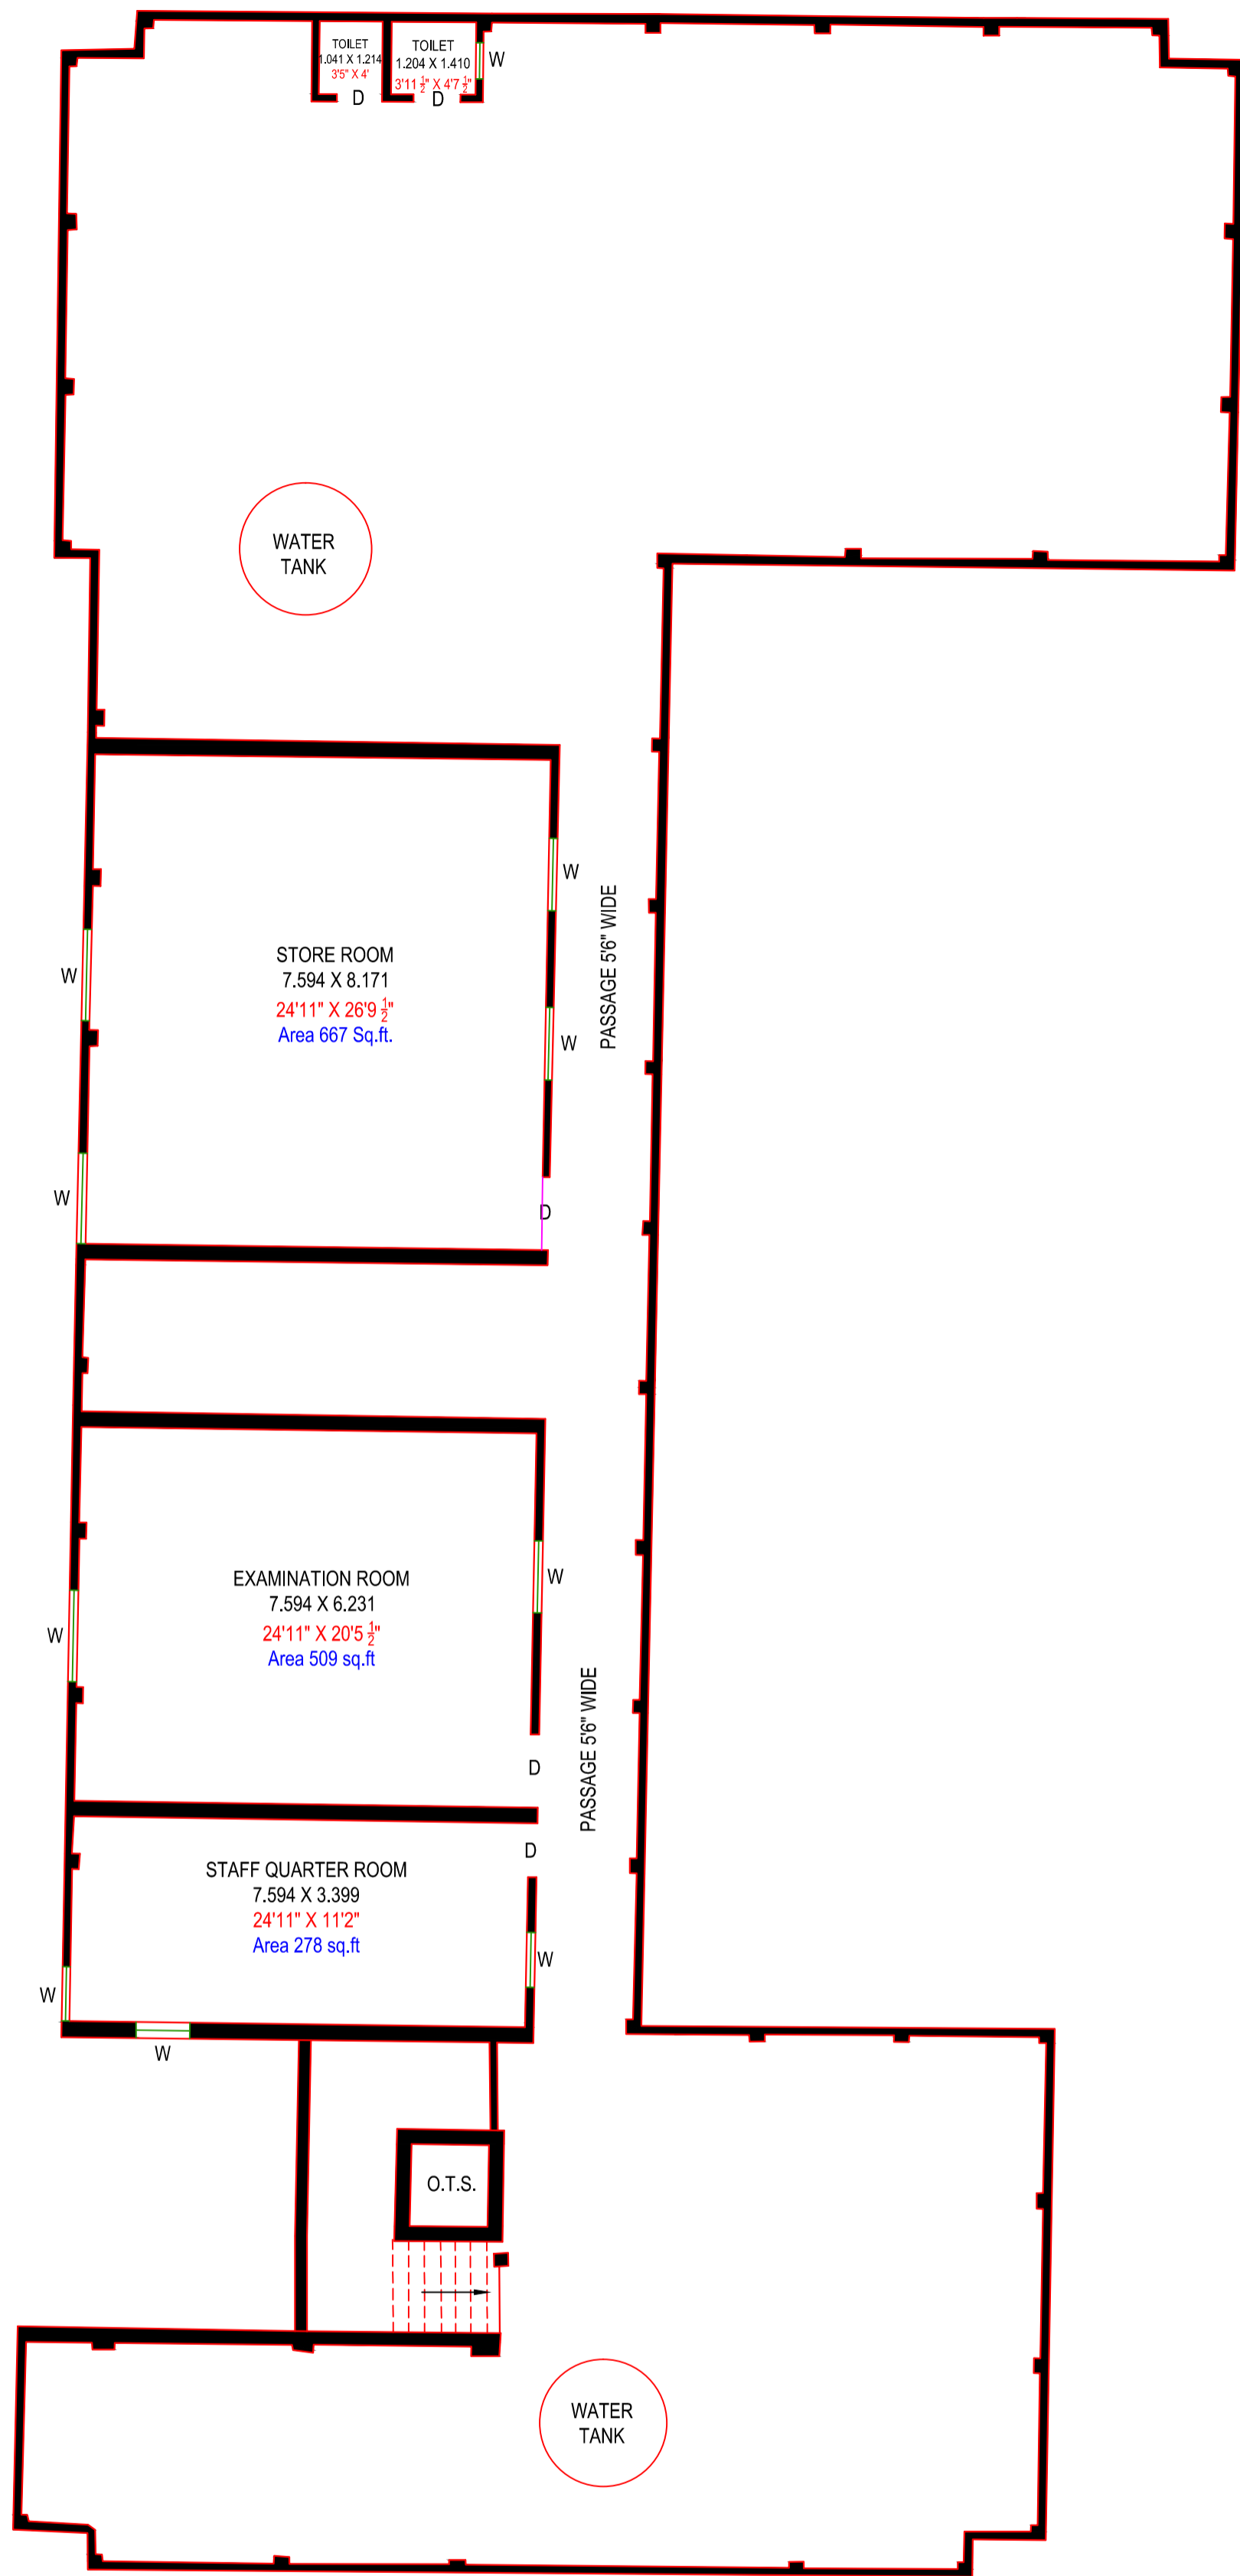 TOILET
1.041 X 1.214
3'5" X 4'
D
TOILET
1.204 X 1.410
3'11 1/2" X 4'7 1/2"
D
W
WATER
TANK
STORE ROOM
7.594 X 8.171
24'11" X 26'9 1/2"
Area 667 Sq.ft.
W
W
W
W
D
PASSAGE 5'6" WIDE
EXAMINATION ROOM
7.594 X 6.231
24'11" X 20'5 1/2"
Area 509 sq.ft
W
W
D
PASSAGE 5'6" WIDE
D
STAFF QUARTER ROOM
7.594 X 3.399
24'11" X 11'2"
Area 278 sq.ft
W
W
W
O.T.S.
WATER
TANK